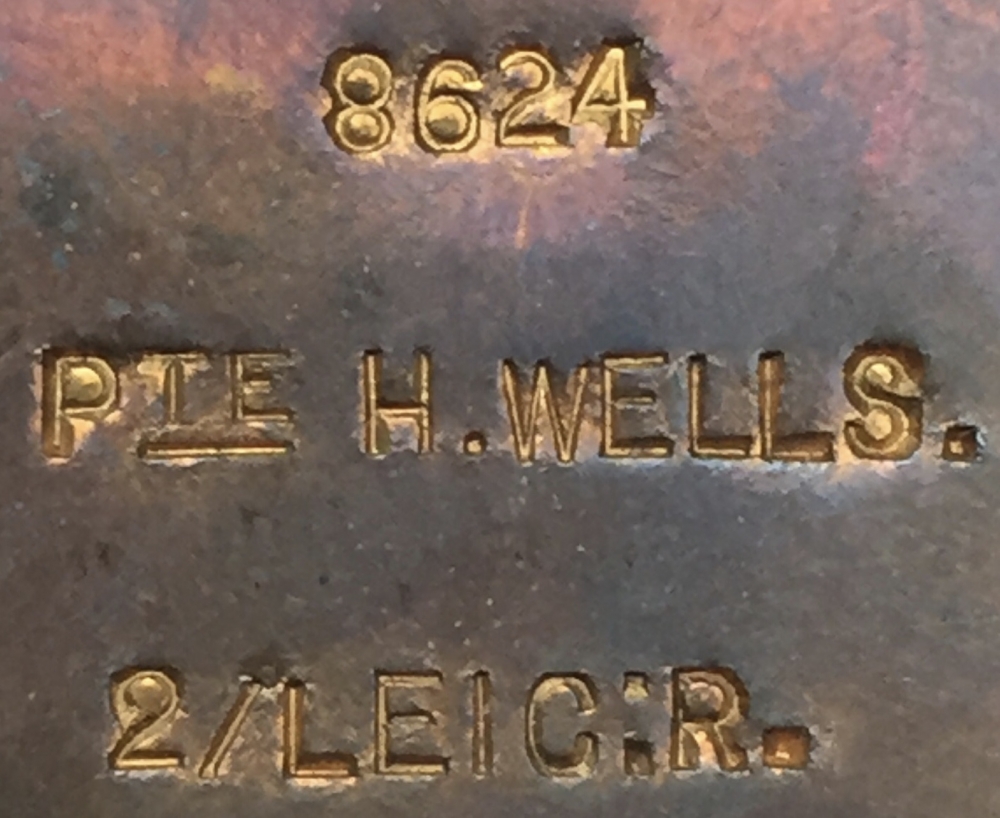 8624
PTE H.WELLS.
2/LEIC:R.